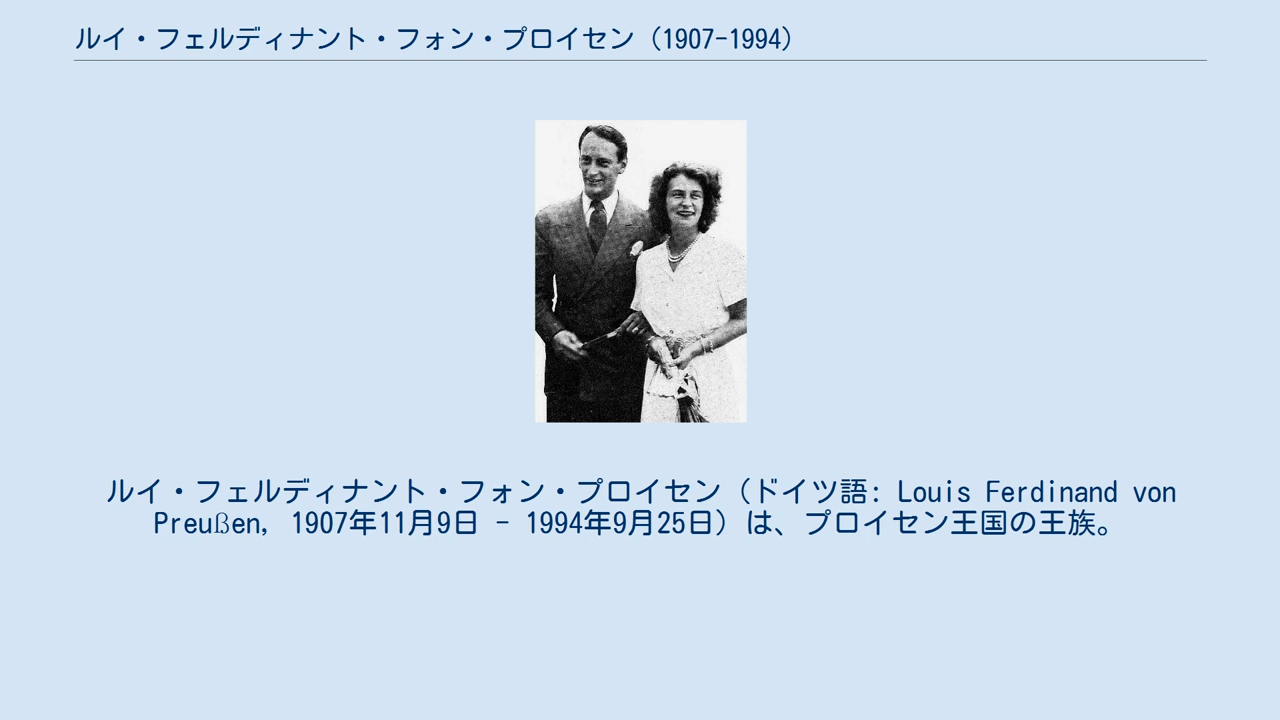 ルイ・フェルディナント・フォン・プロイセン（1907-1994）
ルイ・フェルディナント・フォン・プロイセン（ドイツ語: Louis Ferdinand von
Preußen, 1907年11月9日 - 1994年9月25日）は、プロイセン王国の王族。